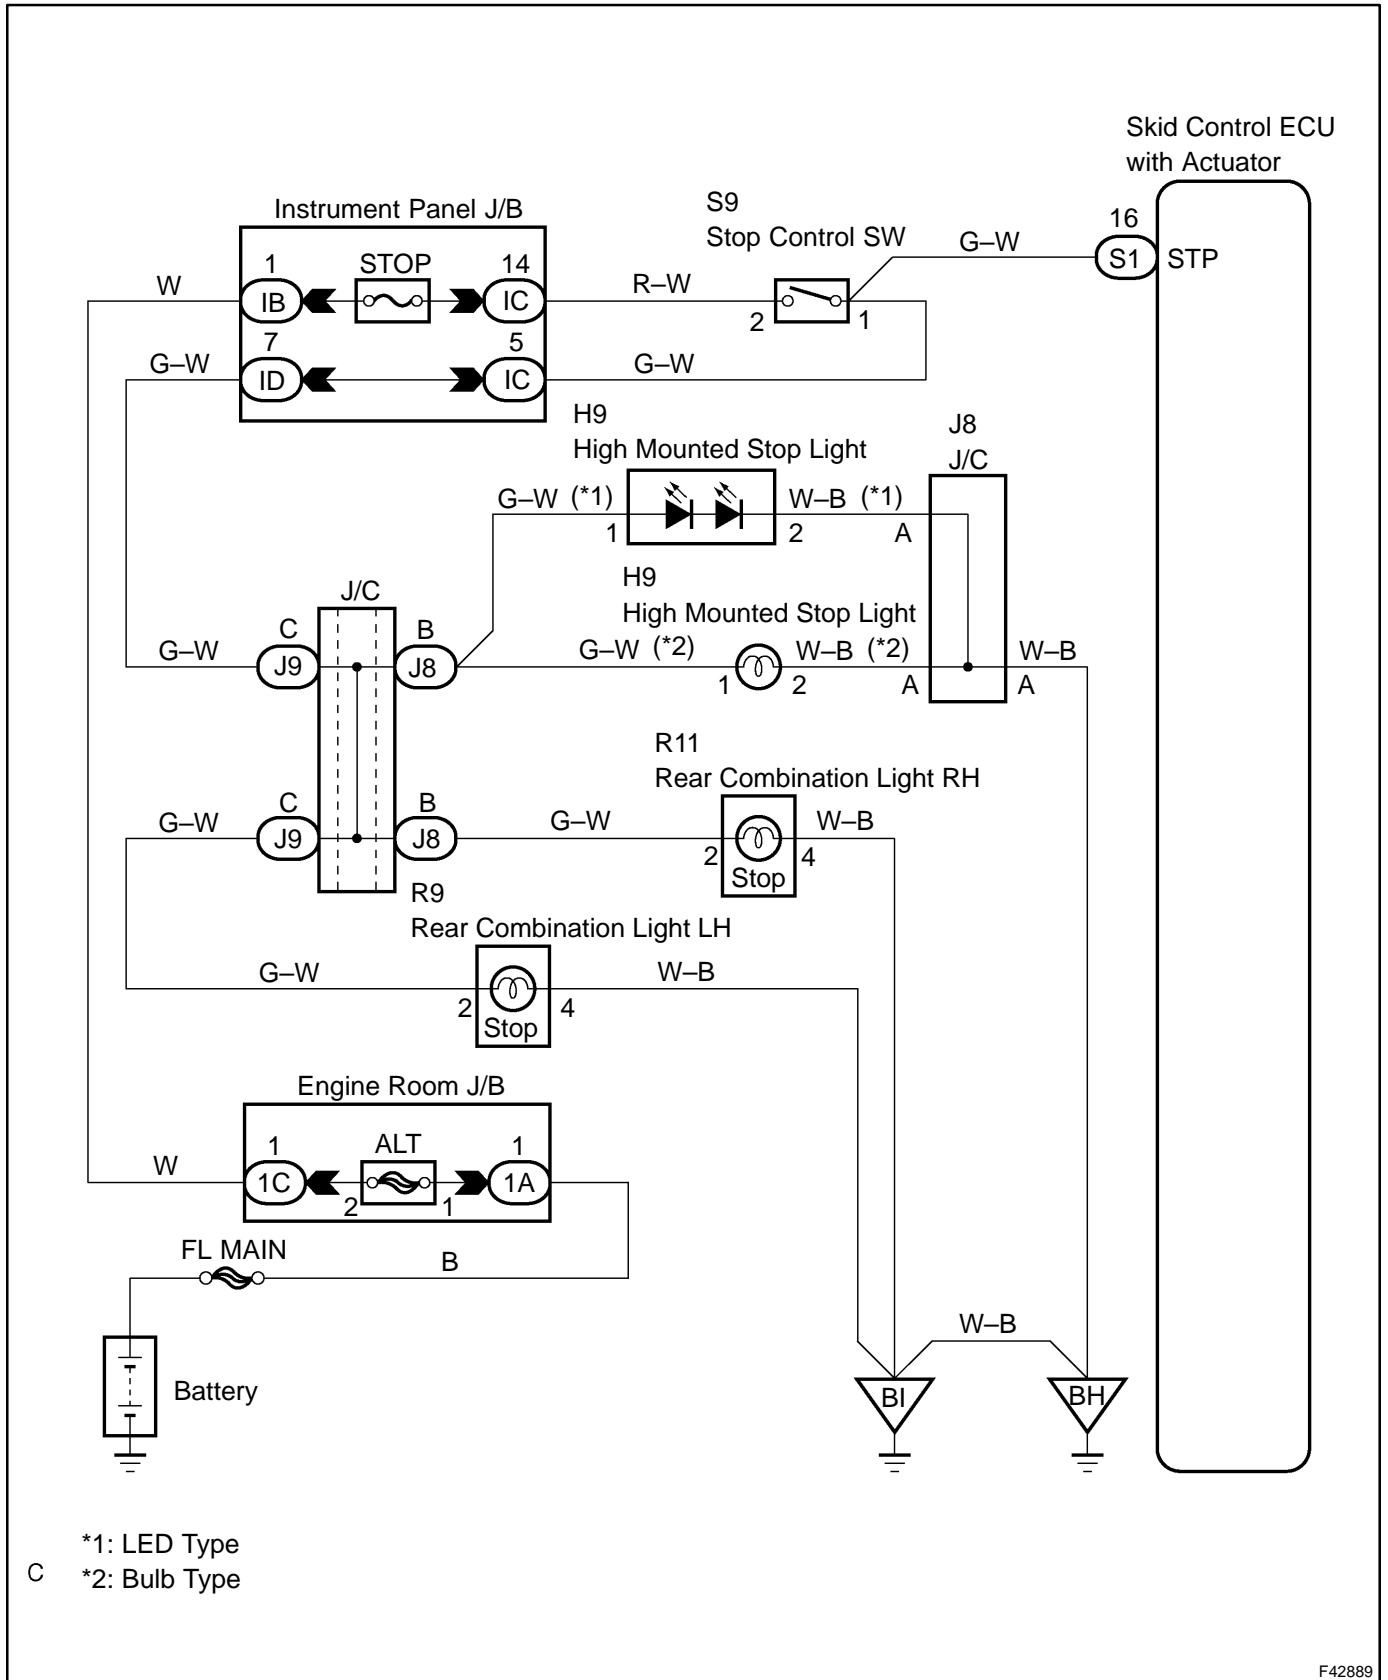 Skid Control ECU
with Actuator
Instrument Panel J/B
S9
Stop Control SW
G–W
16
S1
STP
W
1
STOP
14
IB
IC
R–W
2
1
G–W
7
5
ID
IC
G–W
H9
High Mounted Stop Light
J8
J/C
G–W (*1)
1
2
W–B (*1)
A
H9
High Mounted Stop Light
J/C
C
B
G–W
J9
J8
G–W (*2)
1
2
W–B (*2)
A
A
W–B
R11
Rear Combination Light RH
C
B
G–W
J9
J8
G–W
2
4
Stop
W–B
R9
Rear Combination Light LH
G–W
2
4
Stop
W–B
Engine Room J/B
1
ALT
1
W
1C
2
1
1A
FL MAIN
B
Battery
W–B
BI
BH
*1: LED Type
C
*2: Bulb Type
F42889